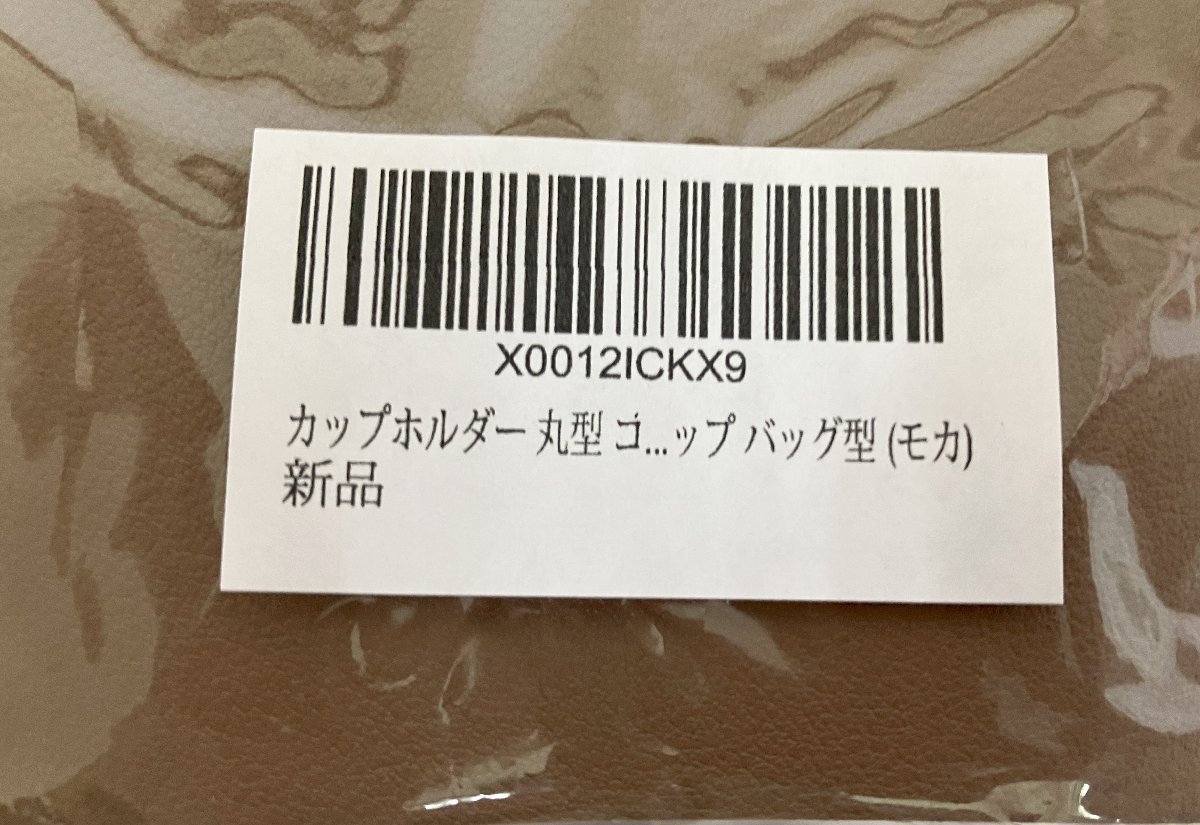 X0012ICKX9
カップホルダー 丸型 コ...ップ バッグ型 (モカ)
新品